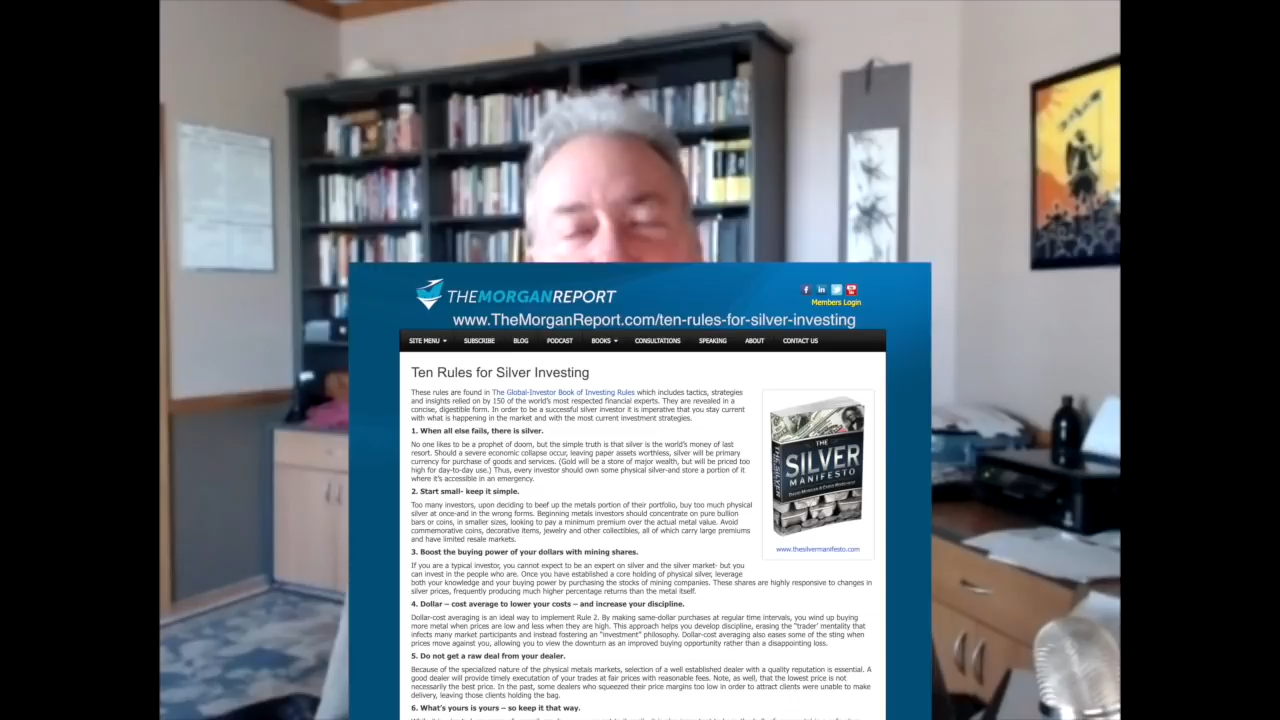 THEMORGANREPORT
Members Login
www.TheMorganReport.com/ten-rules-for-silver-investing
SITE MENU SUBSCRIBE BLOG PODCAST BOOKS CONSULTATIONS SPEAKING ABOUT CONTACT US
Ten Rules for Silver Investing
These rules are found in The Global-Investor Book of Investing Rules which includes tactics, strategies
and insights relied on by 150 of the world's most respected financial experts. They are revealed in a
concise, digestible form. In order to be a successful silver investor it is imperative that you stay current
with what is happening in the market and with the most current investment strategies.
1. When all else fails, there is silver.
No one likes to be a prophet of doom, but the simple truth is that silver is the world's money of last
resort. Should a severe economic collapse occur, leaving paper assets worthless, silver will be primary
currency for purchase of goods and services. (Gold will be a store of major wealth, but will be priced too
high for day-to-day use.) Thus, every investor should own some physical silver-and store a portion of it
where it's accessible in an emergency.
THE
SILVER
MANIFESTO
www.thesilvermanifesto.com
2. Start small- keep it simple.
Too many investors, upon deciding to beef up the metals portion of their portfolio, buy too much physical
silver at once-and in the wrong forms. Beginning metals investors should concentrate on pure bullion
bars or coins, in smaller sizes, looking to pay a minimum premium over the actual metal value. Avoid
commemorative coins, decorative items, jewelry and other collectibles, all of which carry large premiums
and have limited resale markets.
3. Boost the buying power of your dollars with mining shares.
If you are a typical investor, you cannot expect to be an expert on silver and the silver market- but you
can invest in the people who are. Once you have established a core holding of physical silver, leverage
both your knowledge and your buying power by purchasing the stocks of mining companies. These shares are highly responsive to changes in
silver prices, frequently producing much higher percentage returns than the metal itself.
4. Dollar – cost average to lower your costs – and increase your discipline.
Dollar-cost averaging is an ideal way to implement Rule 2. By making same-dollar purchases at regular time intervals, you wind up buying
more metal when prices are low and less when they are high. This approach helps you develop discipline, erasing the "trader' mentality that
infects many market participants and instead fostering an "investment" philosophy. Dollar-cost averaging also eases some of the sting when
prices move against you, allowing you to view the downturn as an improved buying opportunity rather than a disappointing loss.
5. Do not get a raw deal from your dealer.
Because of the specialized nature of the physical metals markets, selection of a well established dealer with a quality reputation is essential. A
good dealer will provide timely executation of your trades at fair prices with reasonable fees. Note, as well, that the lowest price is not
necessarily the best price. In the past, some dealers who squeezed their price margins too low in order to attract clients were unable to make
delivery, leaving those clients holding the bag.
6. What's yours is yours – so keep it that way.